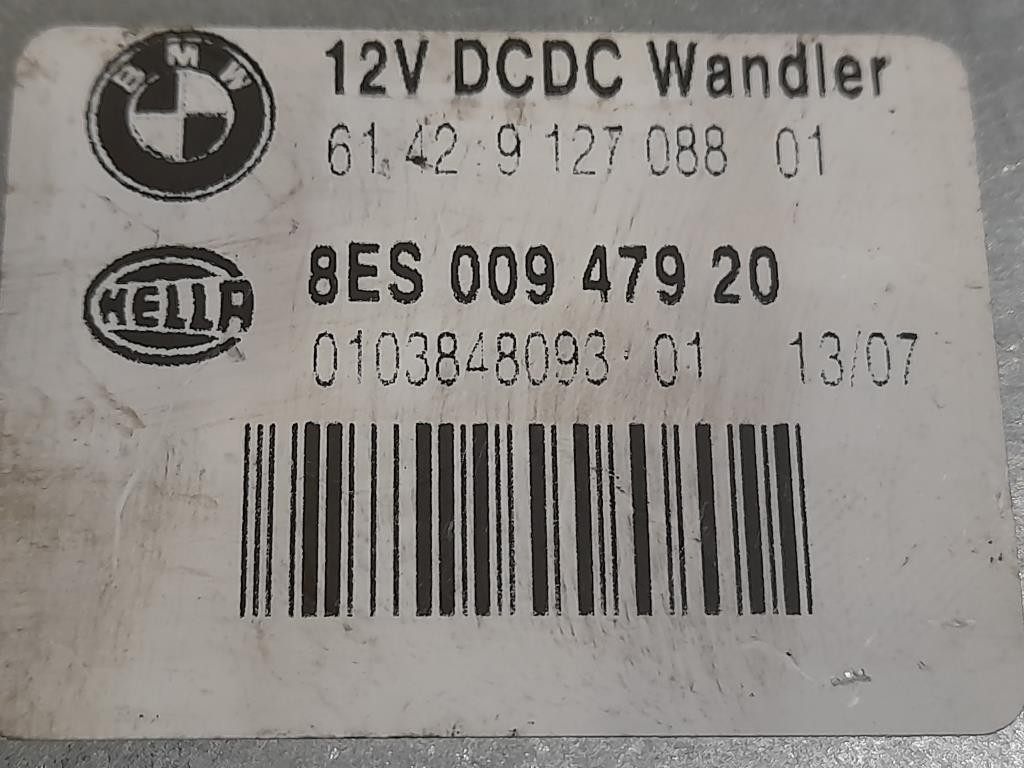 BMW
12V DCDC Wandler
61.42 9 127 088 01
HELLA
8ES 009 479 20
0103848093 01 13/07